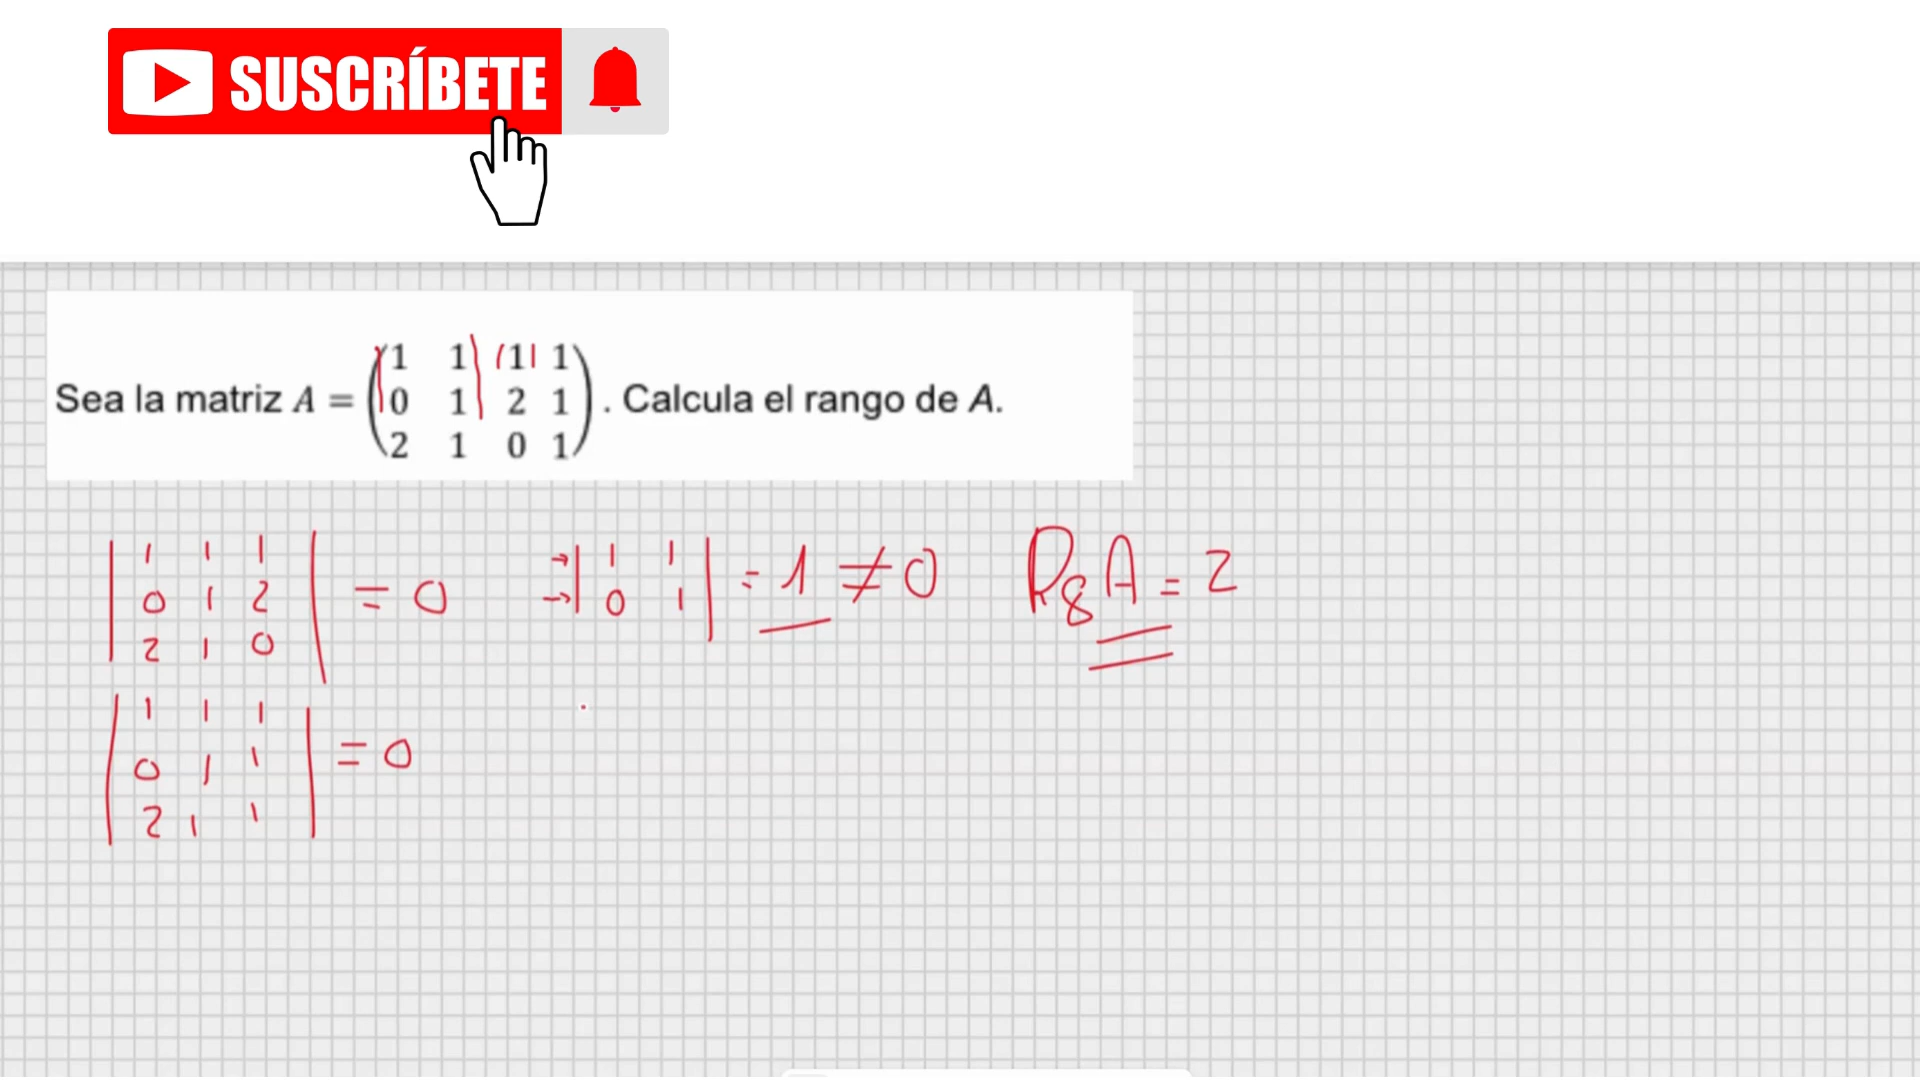 SUSCRÍBETE
Sea la matriz A = (1 1 1 1
0 1 2 1
2 1 0 1). Calcula el rango de A.
| 1 1 1
0 1 2
2 1 0 | = 0
→ | 1 1
→ 0 1 | = 1 ≠ 0
Rg A = 2
| 1 1 1
0 1 1
2 1 1 | = 0